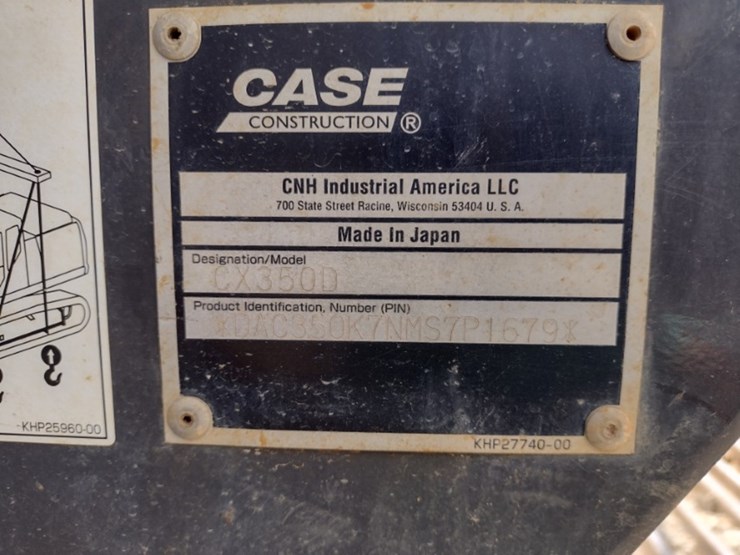 CASE
CONSTRUCTION ®
CNH Industrial America LLC
700 State Street Racine, Wisconsin 53404 U. S. A.
Made In Japan
Designation/Model
CX350D
Product Identification, Number (PIN)
*DAC350K7NMS7P1679*
KHP27740-00
KHP25960-00